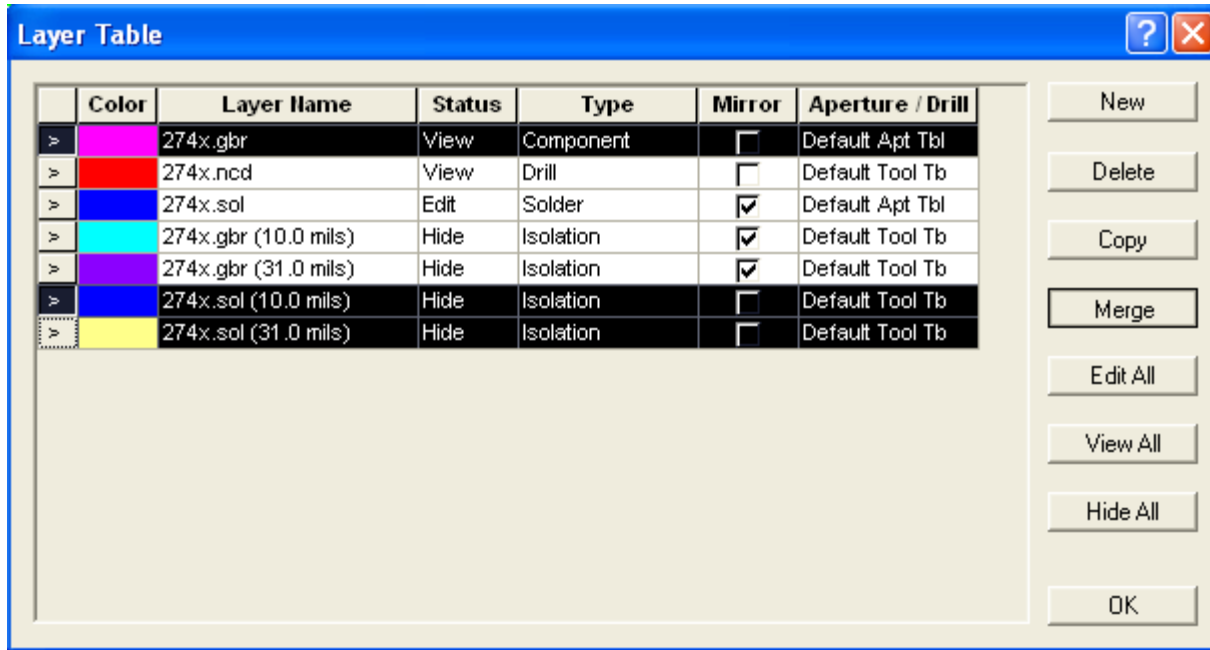 Layer Table
Color Layer Name Status Type Mirror Aperture / Drill
> 274x.gbr View Component Default Apt Tbl
> 274x.ncd View Drill Default Tool Tb
> 274x.sol Edit Solder Default Apt Tbl
> 274x.gbr (10.0 mils) Hide Isolation Default Tool Tb
> 274x.gbr (31.0 mils) Hide Isolation Default Tool Tb
> 274x.sol (10.0 mils) Hide Isolation Default Tool Tb
> 274x.sol (31.0 mils) Hide Isolation Default Tool Tb
New
Delete
Copy
Merge
Edit All
View All
Hide All
OK